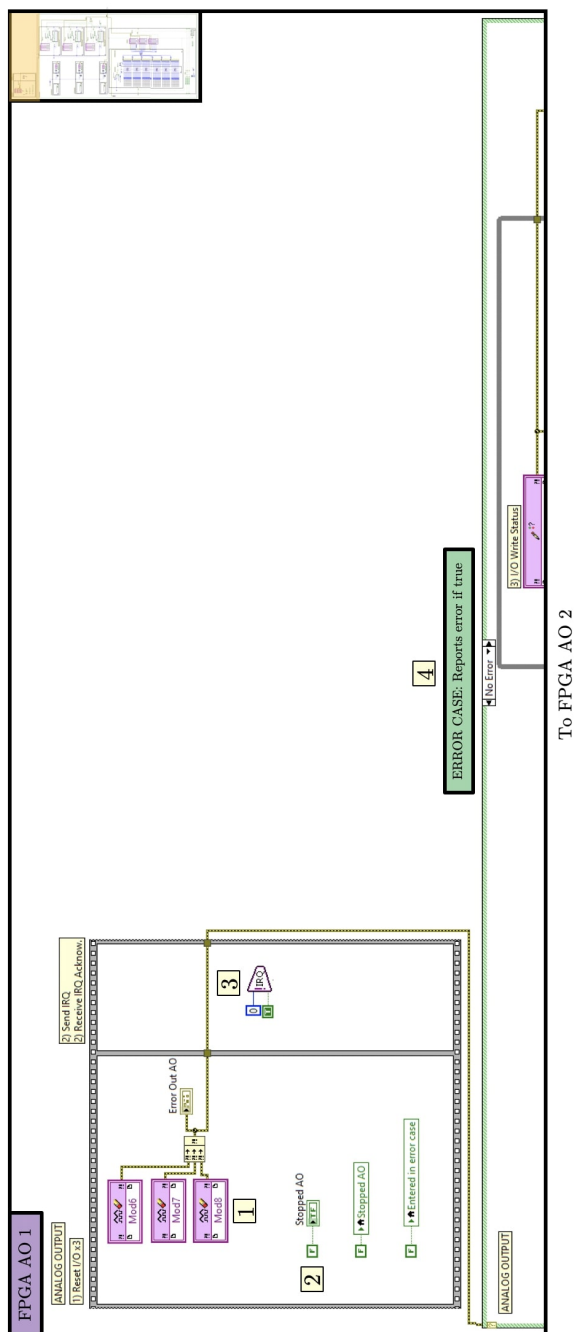 FPGA AO 1
ANALOG OUTPUT
1) Reset I/O x3
2) Send IRQ
2) Receive IRQ Acknow.
Mod6
Mod7
Mod8
Error Out AO
1
2
Stopped AO
TF
F
F
Stopped AO
F
Entered in error case
3
0
IRQ
T
4
ERROR CASE: Reports error if true
No Error
3) I/O Write Status
ANALOG OUTPUT
To FPGA AO 2